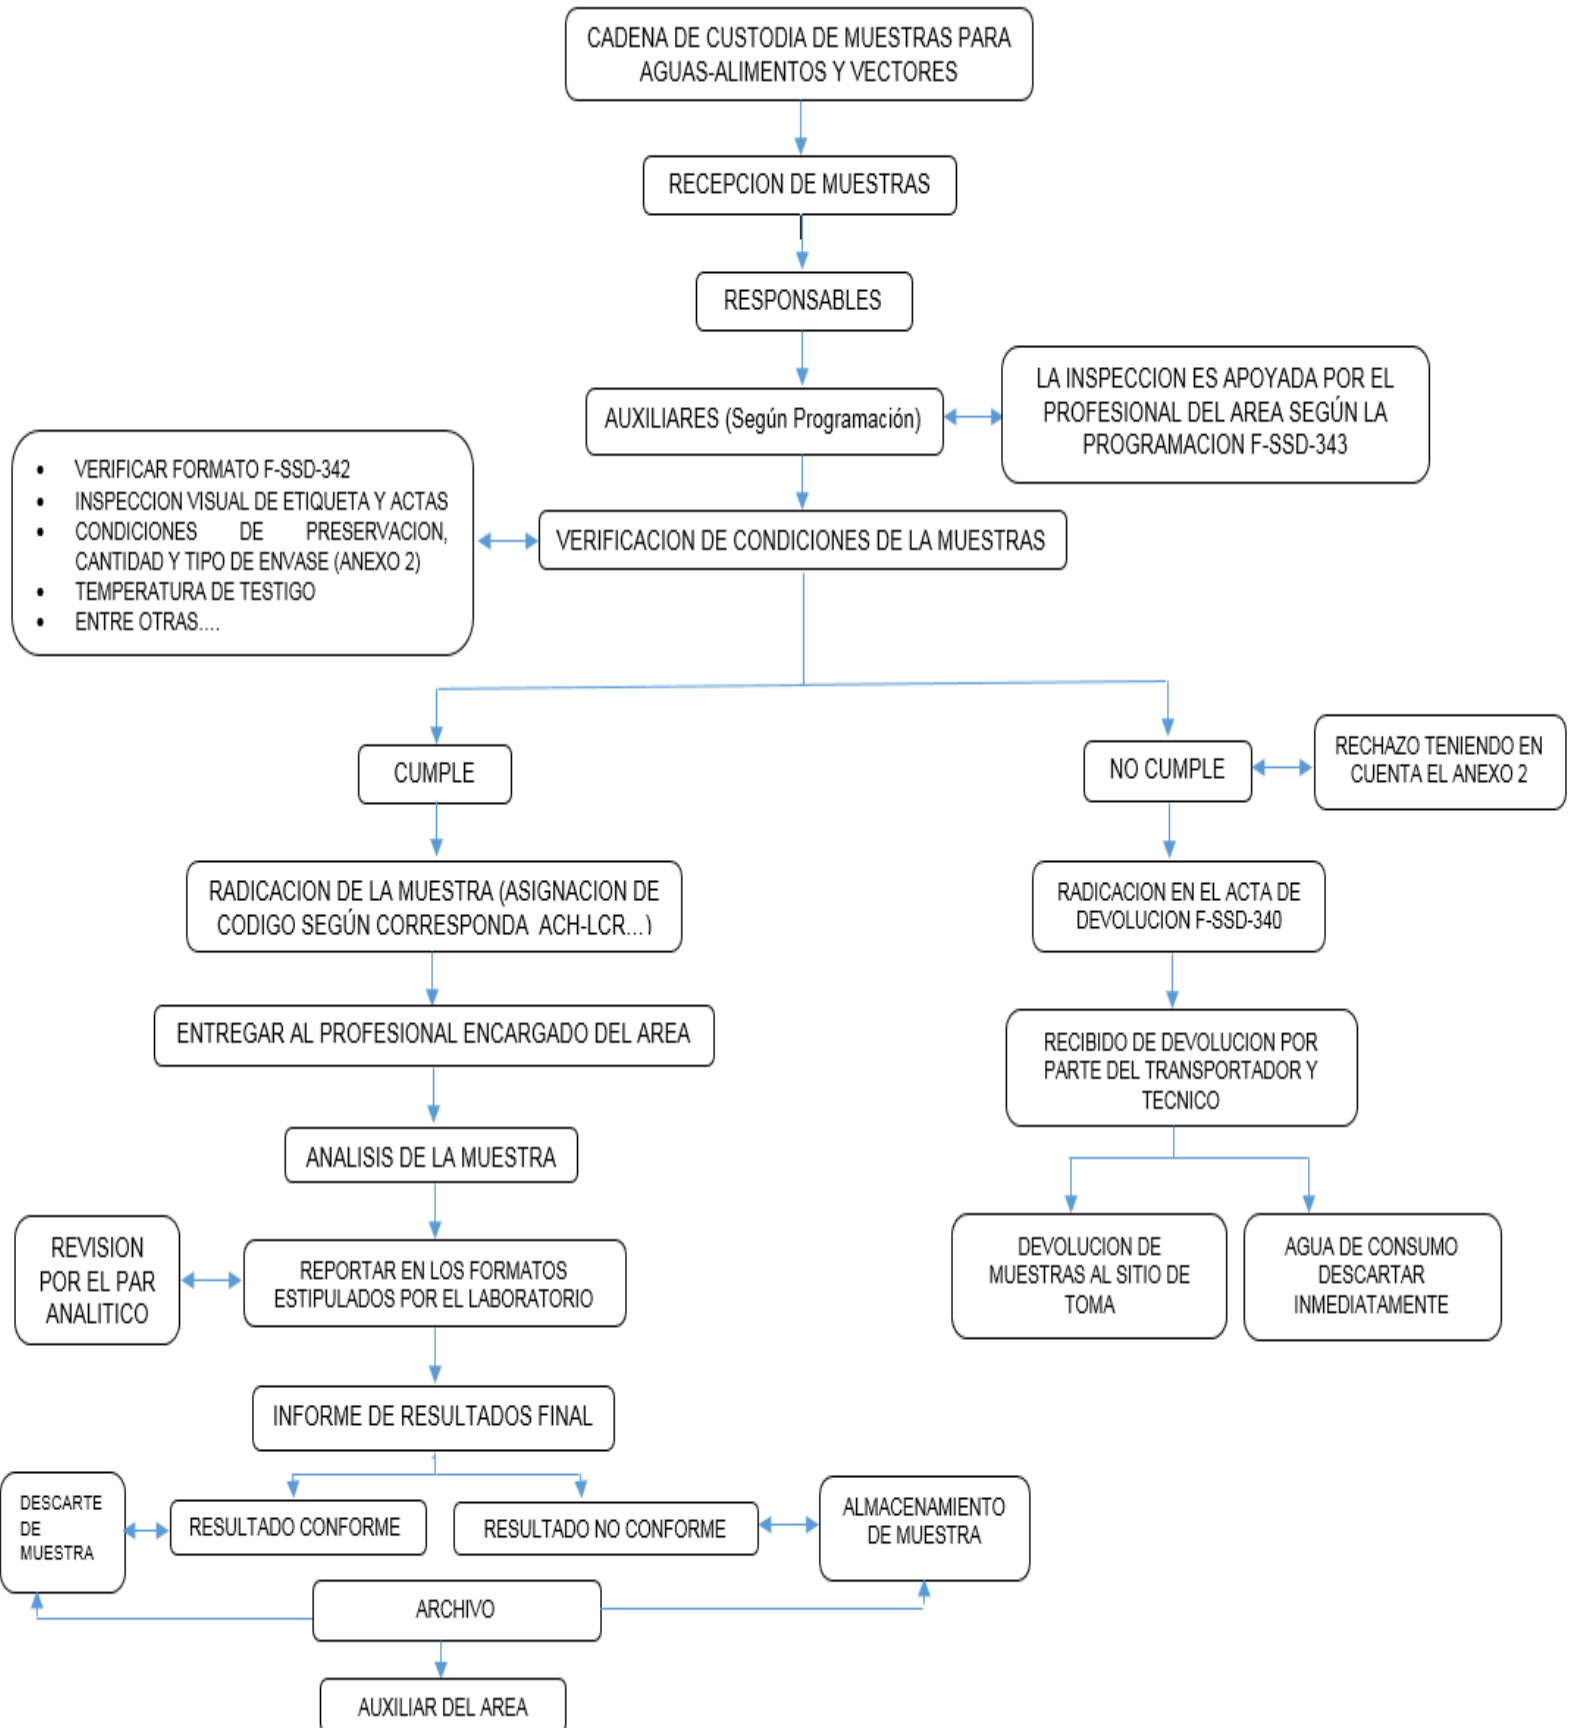 CADENA DE CUSTODIA DE MUESTRAS PARA
AGUAS-ALIMENTOS Y VECTORES
RECEPCION DE MUESTRAS
RESPONSABLES
AUXILIARES (Según Programación)
LA INSPECCION ES APOYADA POR EL
PROFESIONAL DEL AREA SEGÚN LA
PROGRAMACION F-SSD-343
• VERIFICAR FORMATO F-SSD-342
• INSPECCION VISUAL DE ETIQUETA Y ACTAS
• CONDICIONES DE PRESERVACION,
CANTIDAD Y TIPO DE ENVASE (ANEXO 2)
• TEMPERATURA DE TESTIGO
• ENTRE OTRAS....
VERIFICACION DE CONDICIONES DE LA MUESTRAS
CUMPLE
NO CUMPLE
RECHAZO TENIENDO EN
CUENTA EL ANEXO 2
RADICACION DE LA MUESTRA (ASIGNACION DE
CODIGO SEGÚN CORRESPONDA ACH-LCR...)
RADICACION EN EL ACTA DE
DEVOLUCION F-SSD-340
ENTREGAR AL PROFESIONAL ENCARGADO DEL AREA
RECIBIDO DE DEVOLUCION POR
PARTE DEL TRANSPORTADOR Y
TECNICO
ANALISIS DE LA MUESTRA
REVISION
POR EL PAR
ANALITICO
REPORTAR EN LOS FORMATOS
ESTIPULADOS POR EL LABORATORIO
DEVOLUCION DE
MUESTRAS AL SITIO DE
TOMA
AGUA DE CONSUMO
DESCARTAR
INMEDIATAMENTE
INFORME DE RESULTADOS FINAL
DESCARTE
DE
MUESTRA
RESULTADO CONFORME
RESULTADO NO CONFORME
ALMACENAMIENTO
DE MUESTRA
ARCHIVO
AUXILIAR DEL AREA